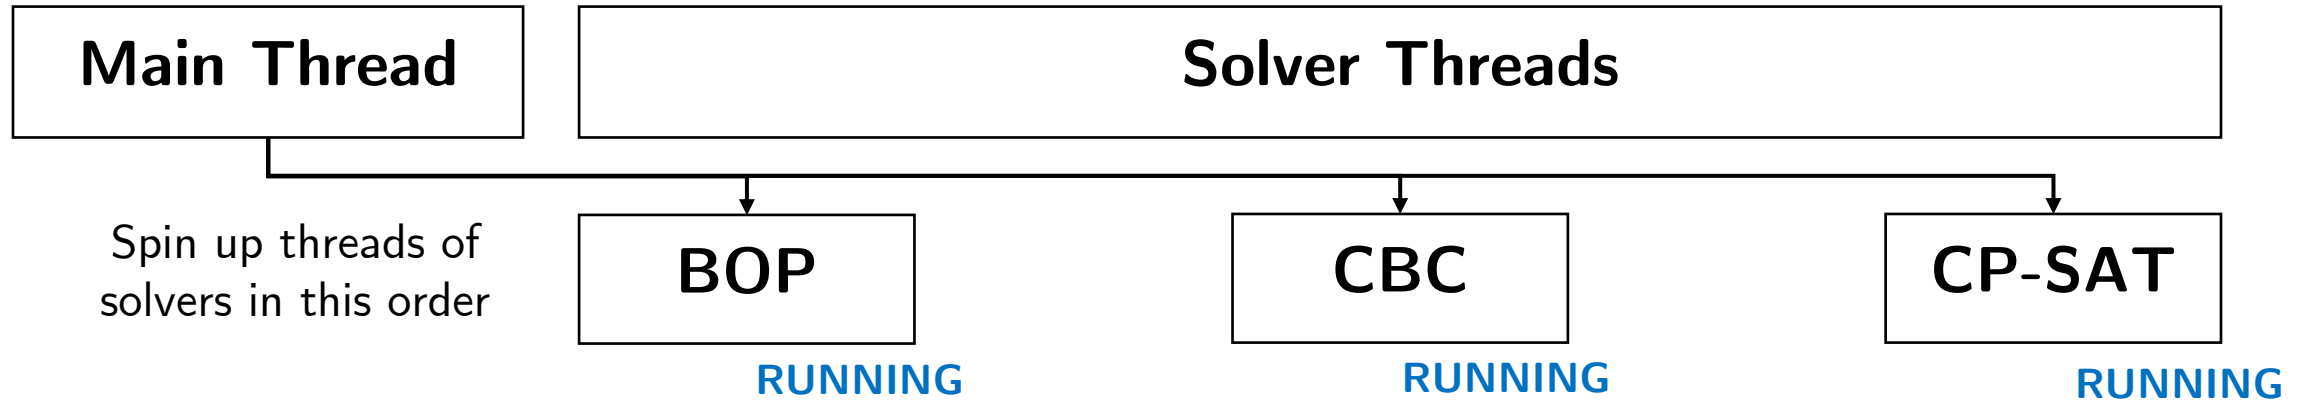 Main Thread
Solver Threads
Spin up threads of
solvers in this order
BOP
CBC
CP-SAT
RUNNING
RUNNING
RUNNING